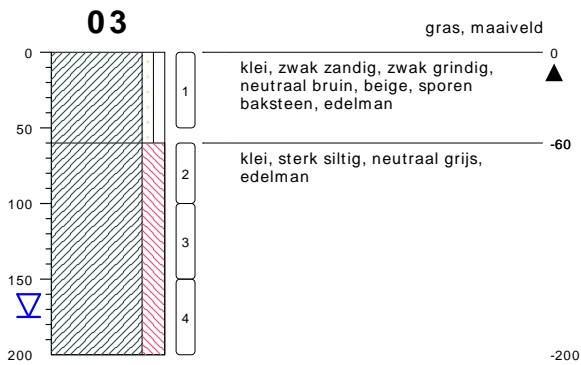 03
gras, maaiveld
0
0
klei, zwak zandig, zwak grindig,
neutraal bruin, beige, sporen
baksteen, edelman
1
50
-60
klei, sterk siltig, neutraal grijs,
edelman
2
100
3
150
4
200
-200